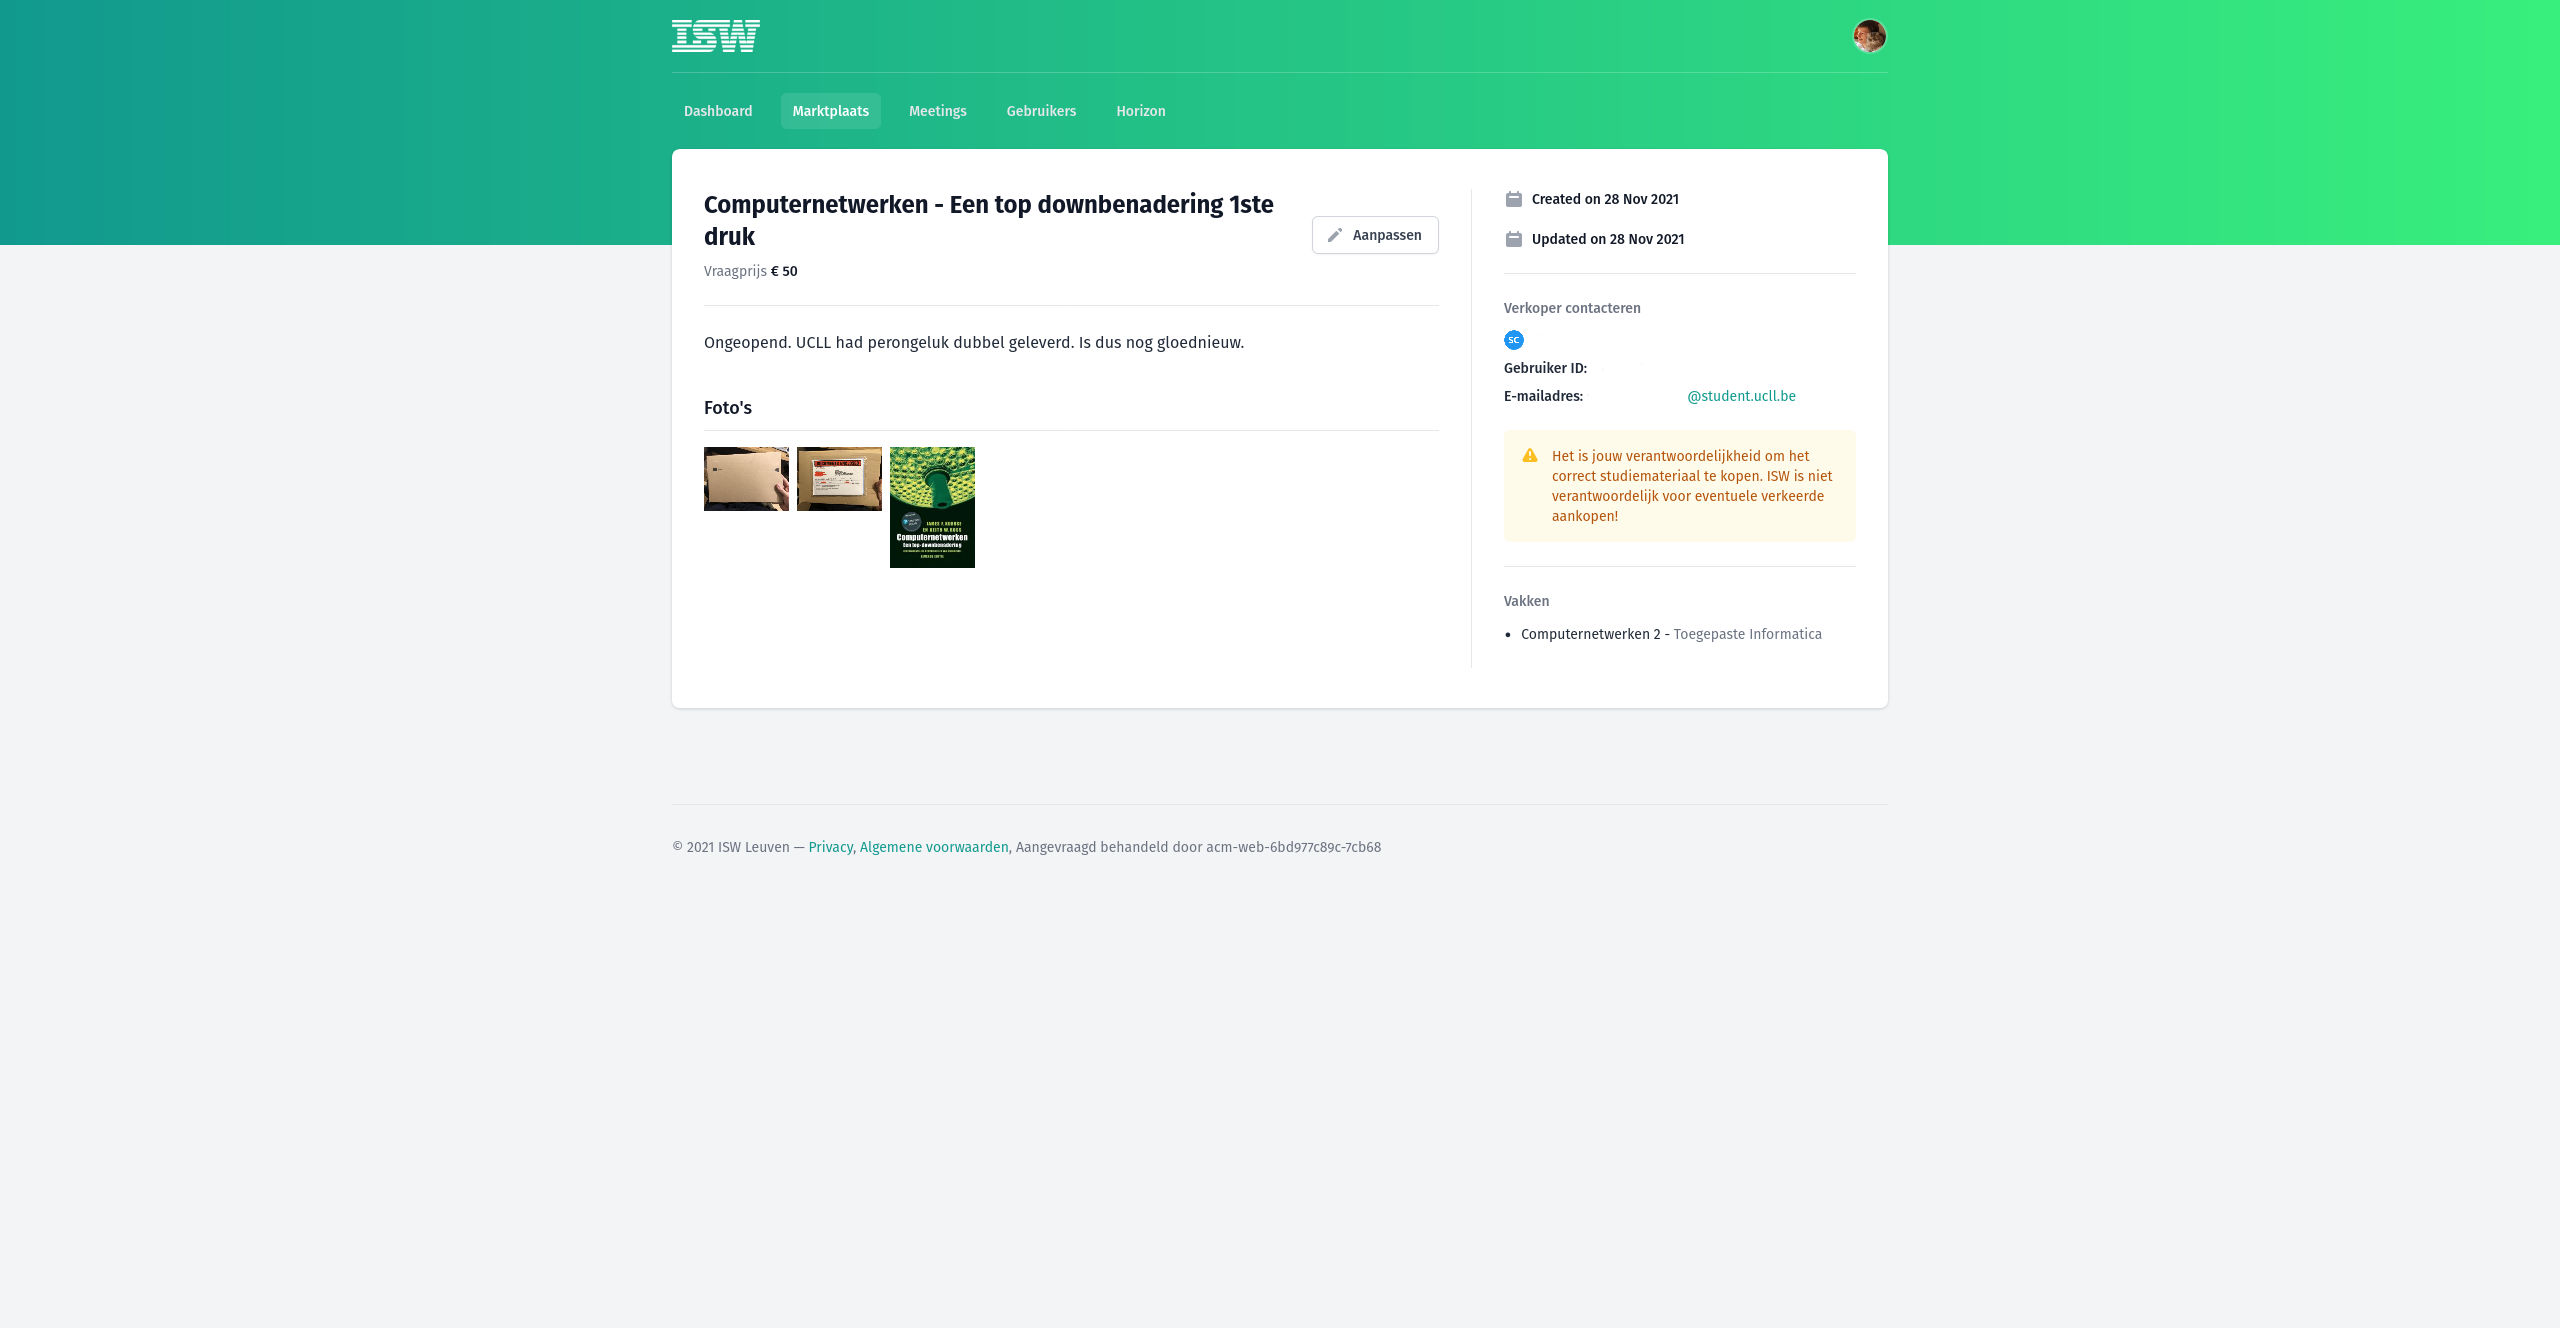 ISW
Dashboard
Marktplaats
Meetings
Gebruikers
Horizon
Computernetwerken - Een top downbenadering 1ste
druk
Vraagprijs € 50
Aanpassen
Ongeopend. UCLL had perongeluk dubbel geleverd. Is dus nog gloednieuw.
Foto's
JAMES F. KUROSE
EN KEITH W. ROSS
Computernetwerken
Een top-downbenadering
Created on 28 Nov 2021
Updated on 28 Nov 2021
Verkoper contacteren
SC
Gebruiker ID:
E-mailadres: @student.ucll.be
Het is jouw verantwoordelijkheid om het
correct studiemateriaal te kopen. ISW is niet
verantwoordelijk voor eventuele verkeerde
aankopen!
Vakken
• Computernetwerken 2 - Toegepaste Informatica
© 2021 ISW Leuven — Privacy, Algemene voorwaarden, Aangevraagd behandeld door acm-web-6bd977c89c-7cb68